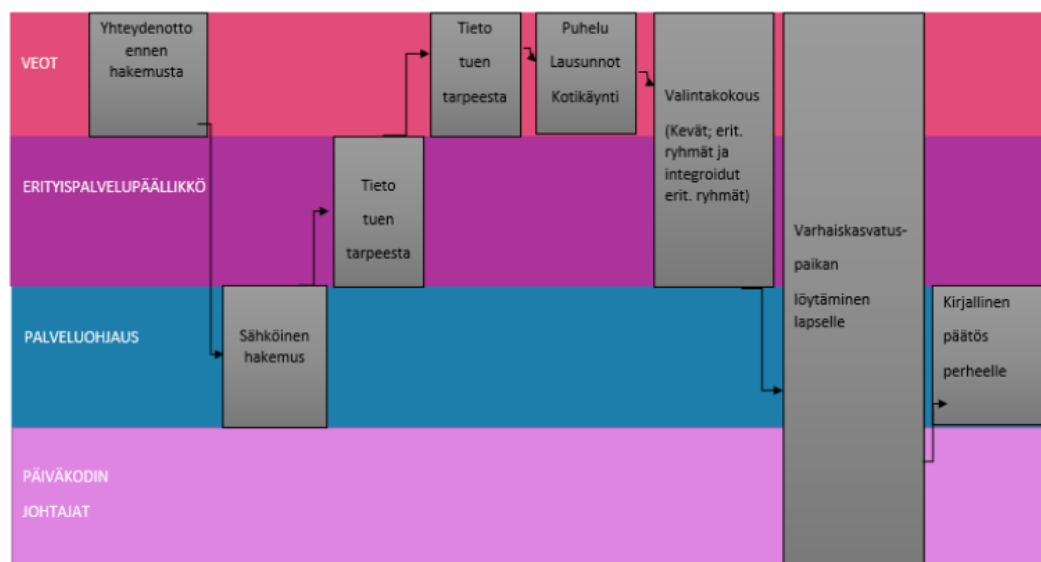 VEOT
Yhteydenotto
ennen
hakemusta
Tieto
tuen
tarpeesta
Puhelu
Lausunnot
Kotikäynti
Valintakokous
(Kevät; erit.
ryhmät ja
integroidut
erit. ryhmät)
ERITYISPALVELUPÄÄLLIKKÖ
Tieto
tuen
tarpeesta
Varhaiskasvatus-
paikan
löytäminen
lapselle
PALVELUOHJAUS
Sähköinen
hakemus
Kirjallinen
päätös
perheelle
PÄIVÄKODIN
JOHTAJAT